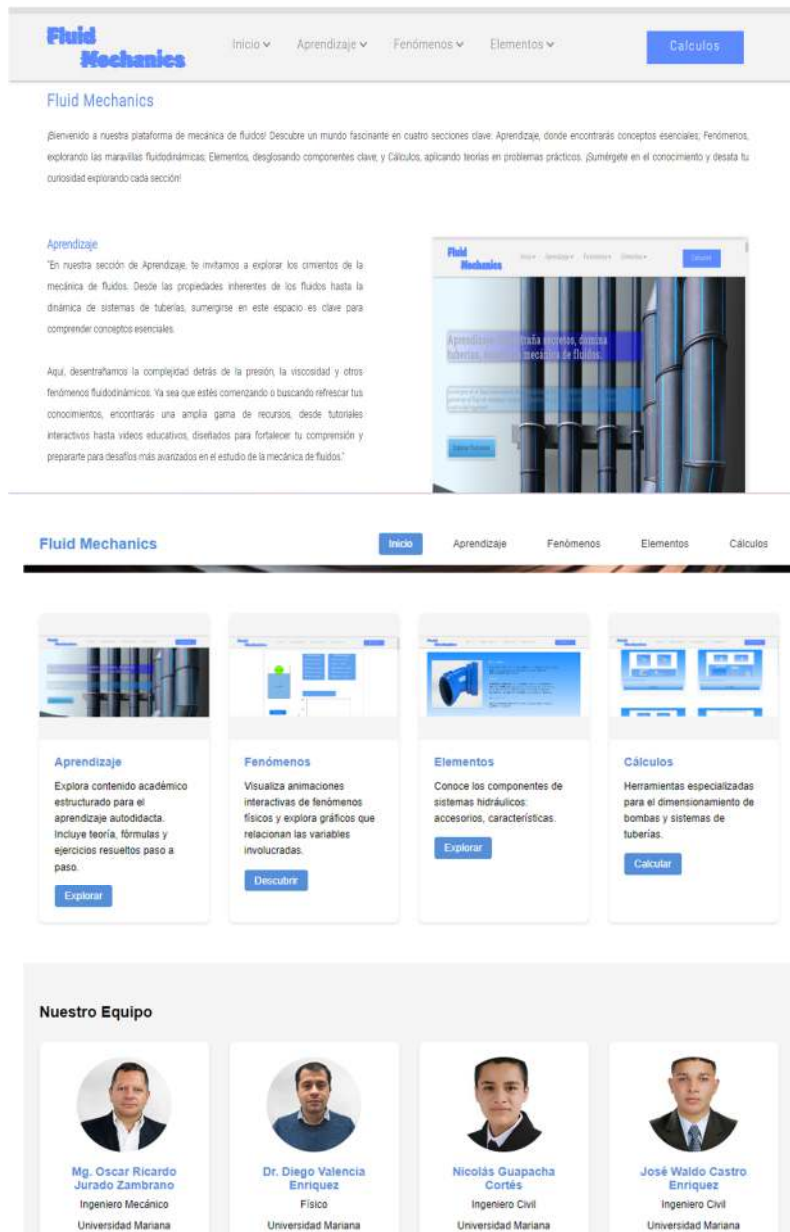 Fluid
Mechanics
Inicio
Aprendizaje
Fenómenos
Elementos
Calculos
Fluid Mechanics
¡Bienvenido a nuestra plataforma de mecánica de fluidos! Descubre un mundo fascinante en cuatro secciones clave: Aprendizaje, donde encontrarás conceptos esenciales; Fenómenos,
explorando las maravillas fluidodinámicas; Elementos, desglosando componentes clave; y Cálculos, aplicando teorías en problemas prácticos. ¡Sumérgete en el conocimiento y desata tu
curiosidad explorando cada sección!
Aprendizaje
"En nuestra sección de Aprendizaje, te invitamos a explorar los cimientos de la
mecánica de fluidos. Desde las propiedades inherentes de los fluidos hasta la
dinámica de sistemas de tuberías, sumergirse en este espacio es clave para
comprender conceptos esenciales.
Aquí, desentrañamos la complejidad detrás de la presión, la viscosidad y otros
fenómenos fluidodinámicos. Ya sea que estés comenzando o buscando refrescar tus
conocimientos, encontrarás una amplia gama de recursos, desde tutoriales
interactivos hasta videos educativos, diseñados para fortalecer tu comprensión y
prepararte para desafíos más avanzados en el estudio de la mecánica de fluidos."
Fluid
Mechanics
Inicio
Aprendizaje
Fenómenos
Elementos
Calculos
Fluid Mechanics
Inicio
Aprendizaje
Fenómenos
Elementos
Cálculos
Aprendizaje
Explora contenido académico
estructurado para el
aprendizaje autodidacta.
Incluye teoría, fórmulas y
ejercicios resueltos paso a
paso.
Explorar
Fenómenos
Visualiza animaciones
interactivas de fenómenos
físicos y explora gráficos que
relacionan las variables
involucradas.
Descubrir
Elementos
Conoce los componentes de
sistemas hidráulicos:
accesorios, características.
Explorar
Cálculos
Herramientas especializadas
para el dimensionamiento de
bombas y sistemas de
tuberías.
Calcular
Nuestro Equipo
Mg. Oscar Ricardo
Jurado Zambrano
Ingeniero Mecánico
Universidad Mariana
Dr. Diego Valencia
Enriquez
Físico
Universidad Mariana
Nicolás Guapacha
Cortés
Ingeniero Civil
Universidad Mariana
José Waldo Castro
Enriquez
Ingeniero Civil
Universidad Mariana